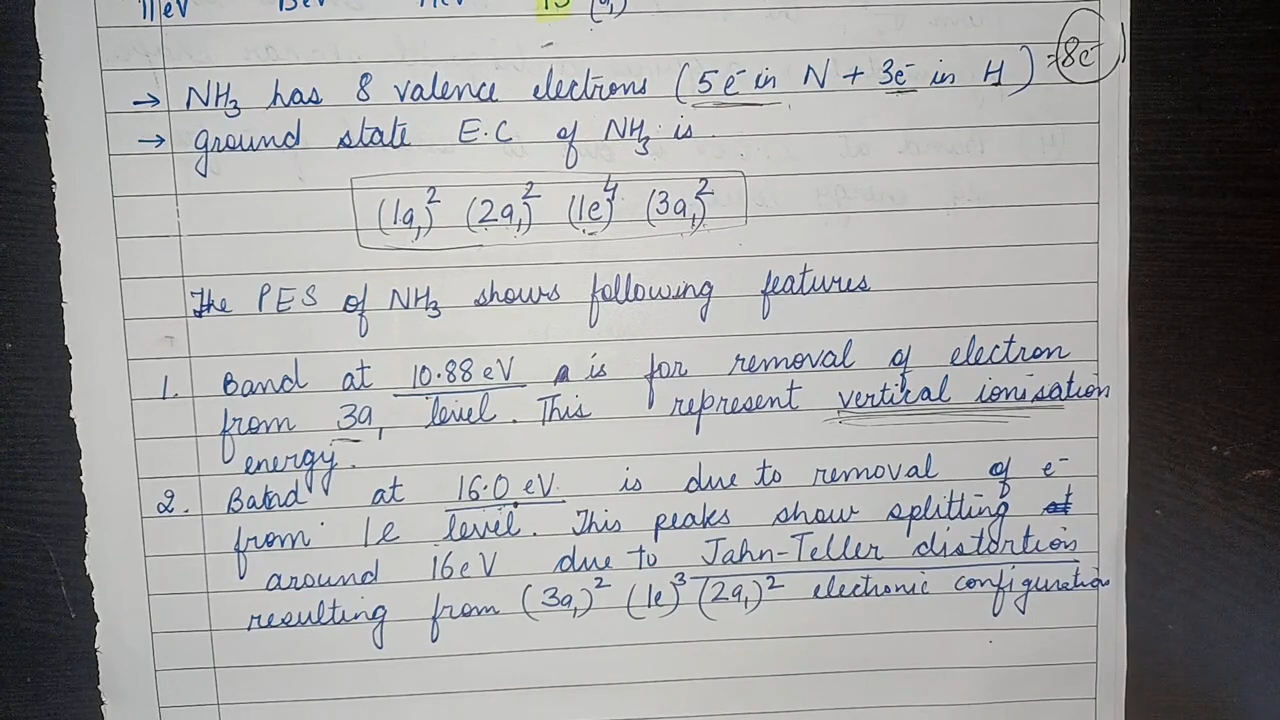 11eV 13eV 15 (a₁)
→ NH₃ has 8 valence electrons (5e⁻ in N + 3e⁻ in H) = 8e⁻
→ ground state E.C of NH₃ is
(1a₁)² (2a₁)² (1e)⁴ (3a₁)²
The PES of NH₃ shows following features
1. Band at 10.88 eV is for removal of electron
from 3a₁ level. This represent vertical ionisation
energy.
2. Band at 16.0 eV. is due to removal of e⁻
from 1e level. This peaks show splitting
around 16eV due to Jahn-Teller distortion
resulting from (3a₁)² (1e)³ (2a₁)² electronic configuration